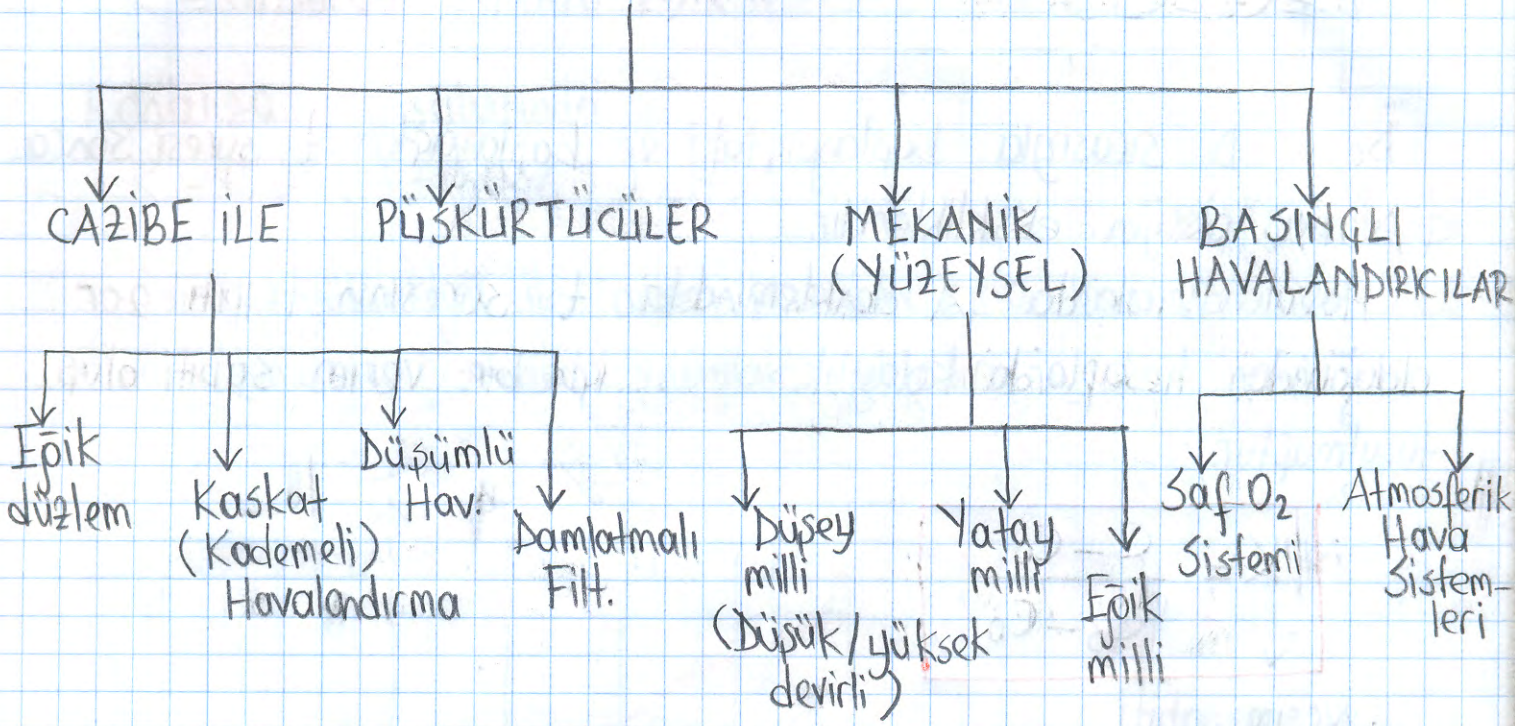 CAZİBE İLE
PÜSKÜRTÜCÜLER
MEKANİK
(YÜZEYSEL)
BASINÇLI
HAVALANDIRICILAR
Eğik
düzlem
Kaskat
(Kademeli)
Havalandırma
Düşümlü
Hav.
Damlatmalı
Filt.
Düşey
milli
(Düşük/yüksek
devirli)
Yatay
milli
Eğik
milli
Saf O₂
Sistemi
Atmosferik
Hava
Sistem-
leri